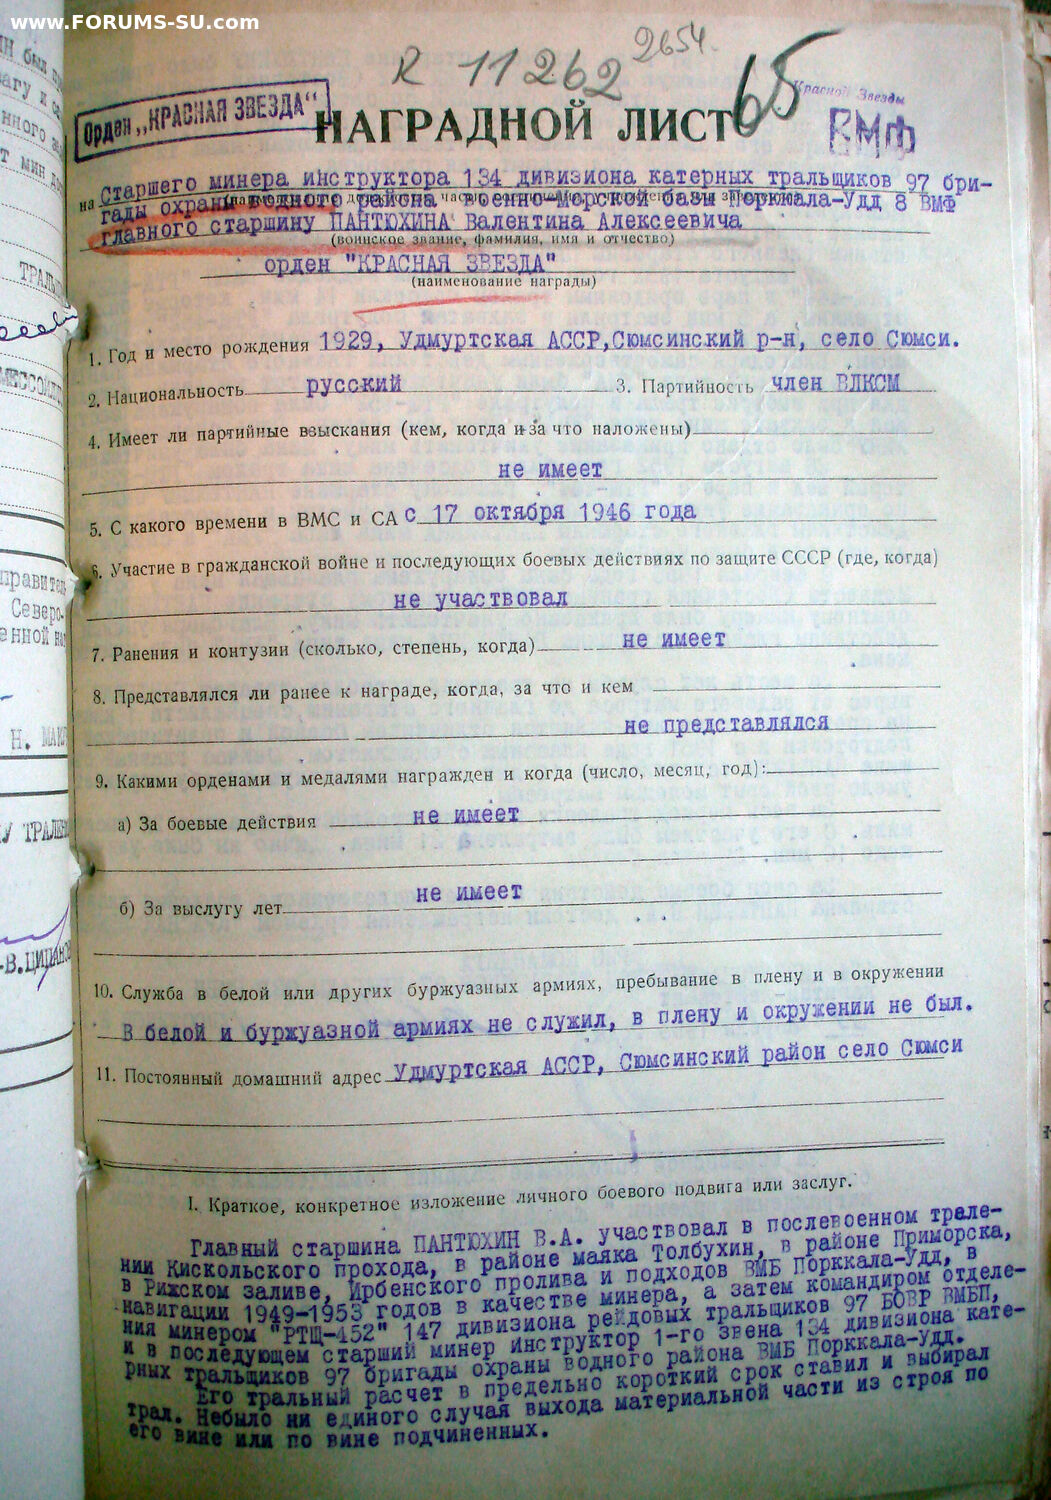 www.FORUMS-SU.com
R 11262 2654.
65
Орден „КРАСНАЯ ЗВЕЗДА“
Красной Звезды
НАГРАДНОЙ ЛИСТ
ВМФ
на Старшего минера инструктора 134 дивизиона катерных тральщиков 97 бри-
гады охраны водного района военно-Морской базы Порккала-Удд 8 ВМФ
главного старшину ПАНТЮХИНА Валентина Алексеевича
(воинское звание, фамилия, имя и отчество)
орден "КРАСНАЯ ЗВЕЗДА"
(наименование награды)
1. Год и место рождения 1929, Удмуртская АССР,Сюмсинский р-н, село Сюмси.
2. Национальность русский 3. Партийность член ВЛКСМ
4. Имеет ли партийные взыскания (кем, когда и за что наложены)
не имеет
5. С какого времени в ВМС и СА с 17 октября 1946 года
6. Участие в гражданской войне и последующих боевых действиях по защите СССР (где, когда)
не участвовал
7. Ранения и контузии (сколько, степень, когда) не имеет
8. Представлялся ли ранее к награде, когда, за что и кем
не представлялся
9. Какими орденами и медалями награжден и когда (число, месяц, год):
а) За боевые действия не имеет
б) За выслугу лет не имеет
10. Служба в белой или других буржуазных армиях, пребывание в плену и в окружении
В белой и буржуазной армиях не служил, в плену и окружении не был.
11. Постоянный домашний адрес Удмуртская АССР, Сюмсинский район село Сюмси
I. Краткое, конкретное изложение личного боевого подвига или заслуг.
Главный старшина ПАНТЮХИН В.А. участвовал в послевоенном трале-
нии Кискольского прохода, в районе маяка Толбухин, в районе Приморска,
в Рижском заливе, Ирбенского пролива и подходов ВМБ Порккала-Удд, в
навигации 1949-1953 годов в качестве минера, а затем командиром отделе-
ния минером "РТЩ-452" 147 дивизиона рейдовых тральщиков 97 БОВР ВМБП,
и в последующем старший минер инструктор 1-го звена 134 дивизиона кате-
рных тральщиков 97 бригады охраны водного района ВМБ Порккала-Удд.
Его тральный расчет в предельно короткий срок ставил и выбирал
трал. Небыло ни единого случая выхода материальной части из строя по
его вине или по вине подчиненных.